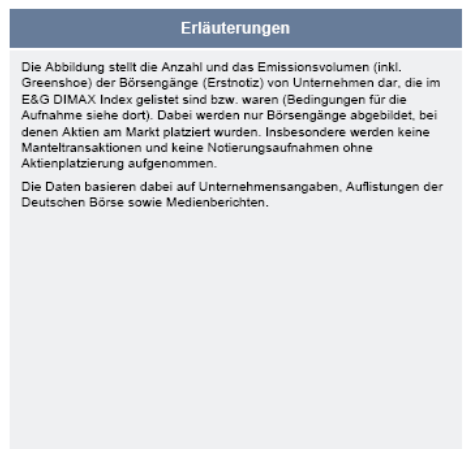 Erläuterungen
Die Abbildung stellt die Anzahl und das Emissionsvolumen (inkl.
Greenshoe) der Börsengänge (Erstnotiz) von Unternehmen dar, die im
E&G DIMAX Index gelistet sind bzw. waren (Bedingungen für die
Aufnahme siehe dort). Dabei werden nur Börsengänge abgebildet, bei
denen Aktien am Markt platziert wurden. Insbesondere werden keine
Manteltransaktionen und keine Notierungsaufnahmen ohne
Aktienplatzierung aufgenommen.
Die Daten basieren dabei auf Unternehmensangaben, Auflistungen der
Deutschen Börse sowie Medienberichten.